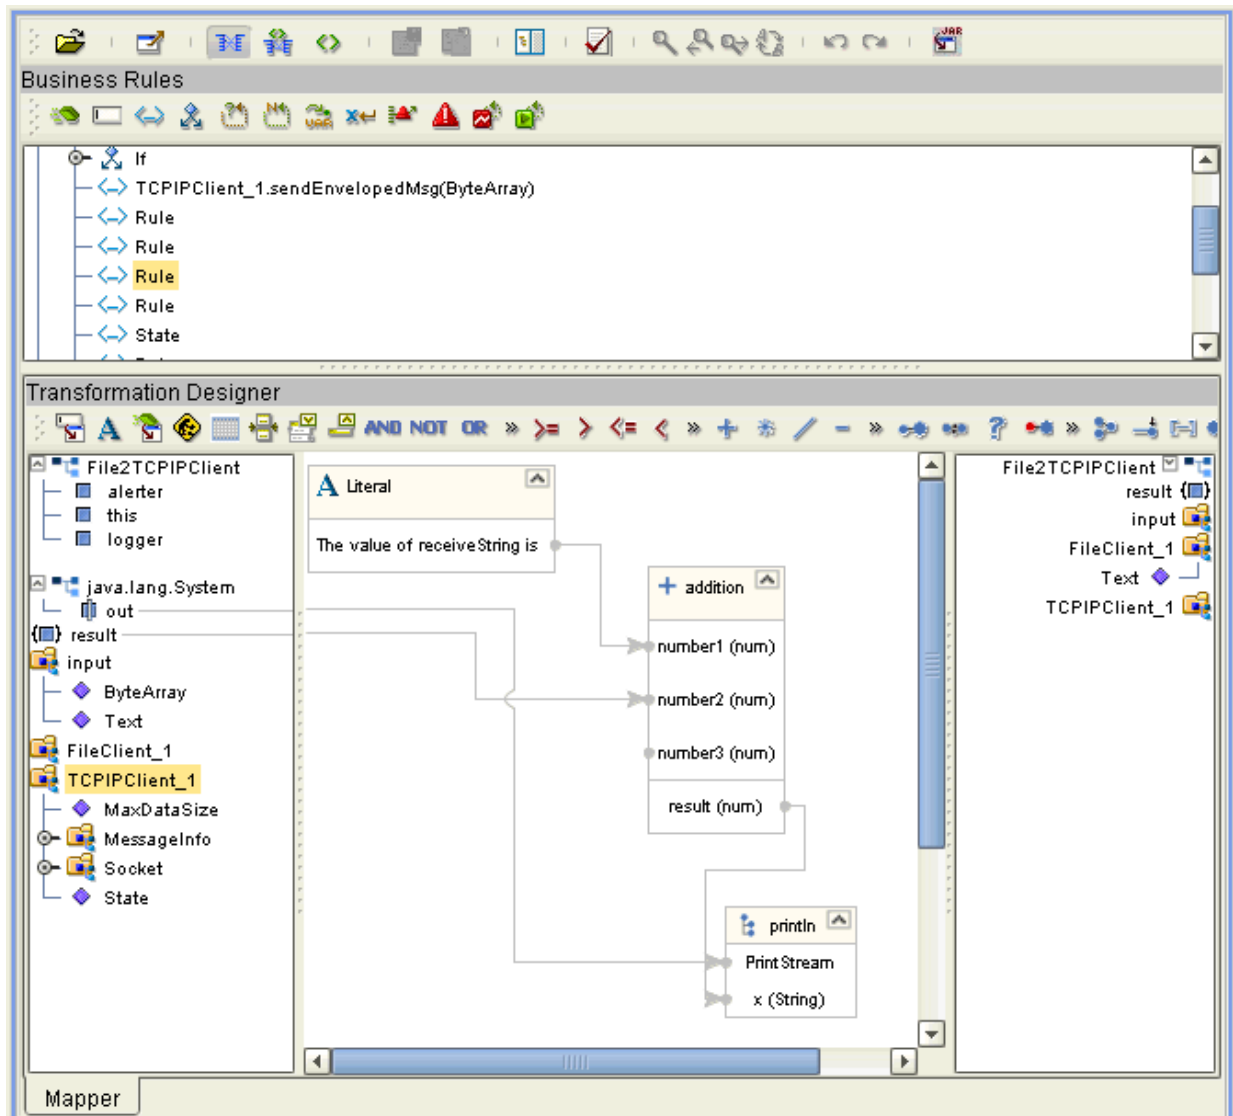 JAR
Business Rules
VAR
If
TCPIPClient_1.sendEnvelopedMsg(ByteArray)
Rule
Rule
Rule
Rule
State
Transformation Designer
A AND NOT OR » >= > <= < » + / - » ? » »
File2TCPIPClient
alerter
this
logger
java.lang.System
out
result
input
ByteArray
Text
FileClient_1
TCPIPClient_1
MaxDataSize
MessageInfo
Socket
State
A Literal
The value of receiveString is
+ addition
number1 (num)
number2 (num)
number3 (num)
result (num)
println
PrintStream
x (String)
File2TCPIPClient
result
input
FileClient_1
Text
TCPIPClient_1
Mapper